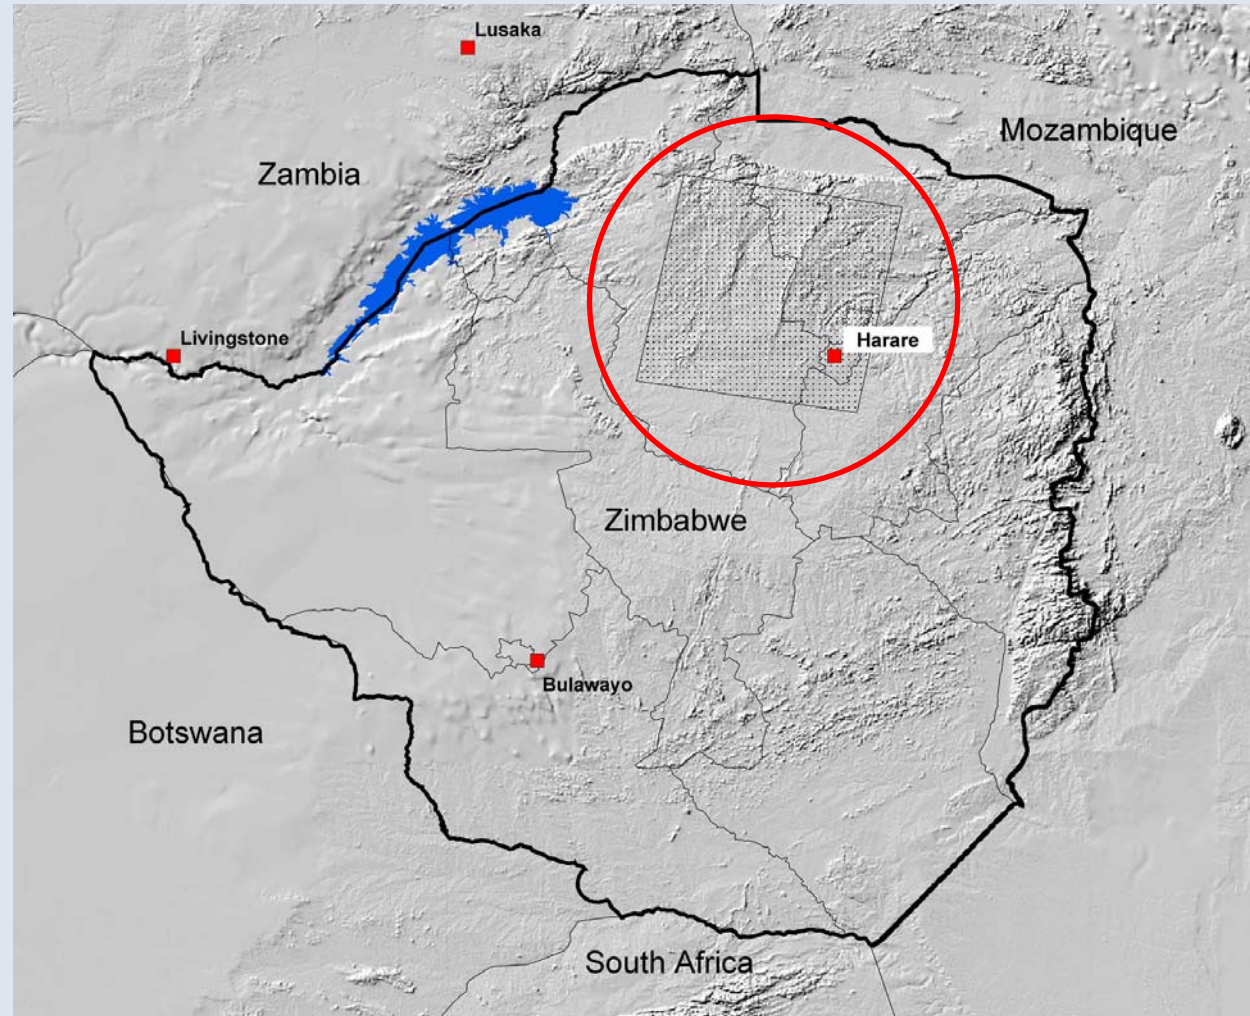 Lusaka
Mozambique
Zambia
Livingstone
Harare
Zimbabwe
Bulawayo
Botswana
South Africa